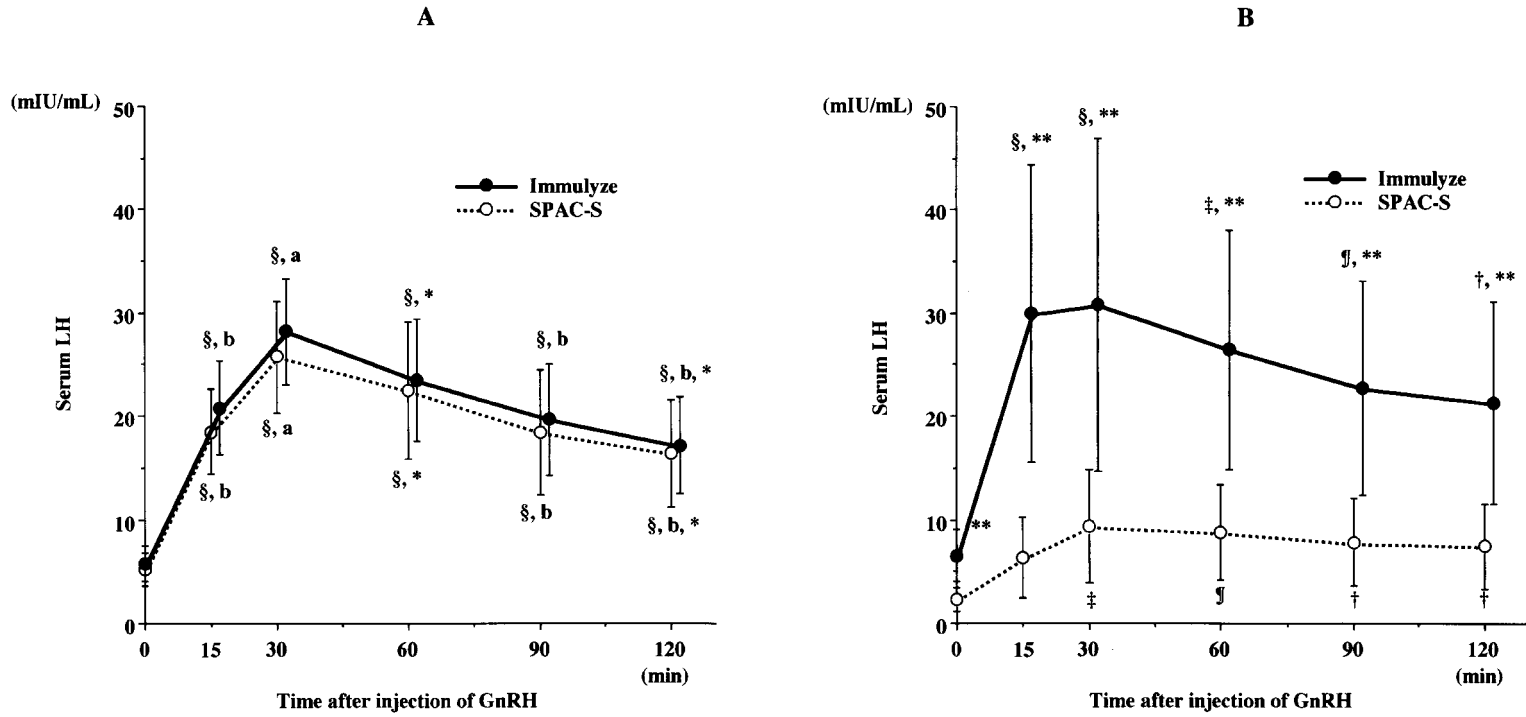 A
(mIU/mL)
50
40
30
20
10
0
Serum LH
Immulyze
SPAC-S
§, a
§, b
§, *
§, b
§, b, *
§, a
§, b
§, *
§, b
§, b, *
0 15 30 60 90 120
(min)
Time after injection of GnRH
B
(mIU/mL)
50
40
30
20
10
0
Serum LH
Immulyze
SPAC-S
§, **
§, **
‡, **
¶, **
†, **
**
‡
¶
†
†
0 15 30 60 90 120
(min)
Time after injection of GnRH